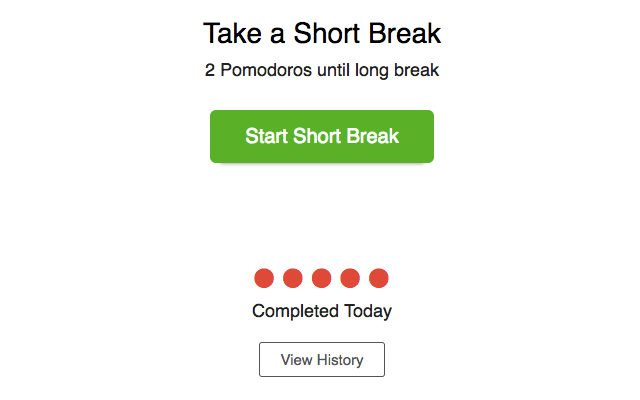 Take a Short Break
2 Pomodoros until long break
Start Short Break
Completed Today
View History